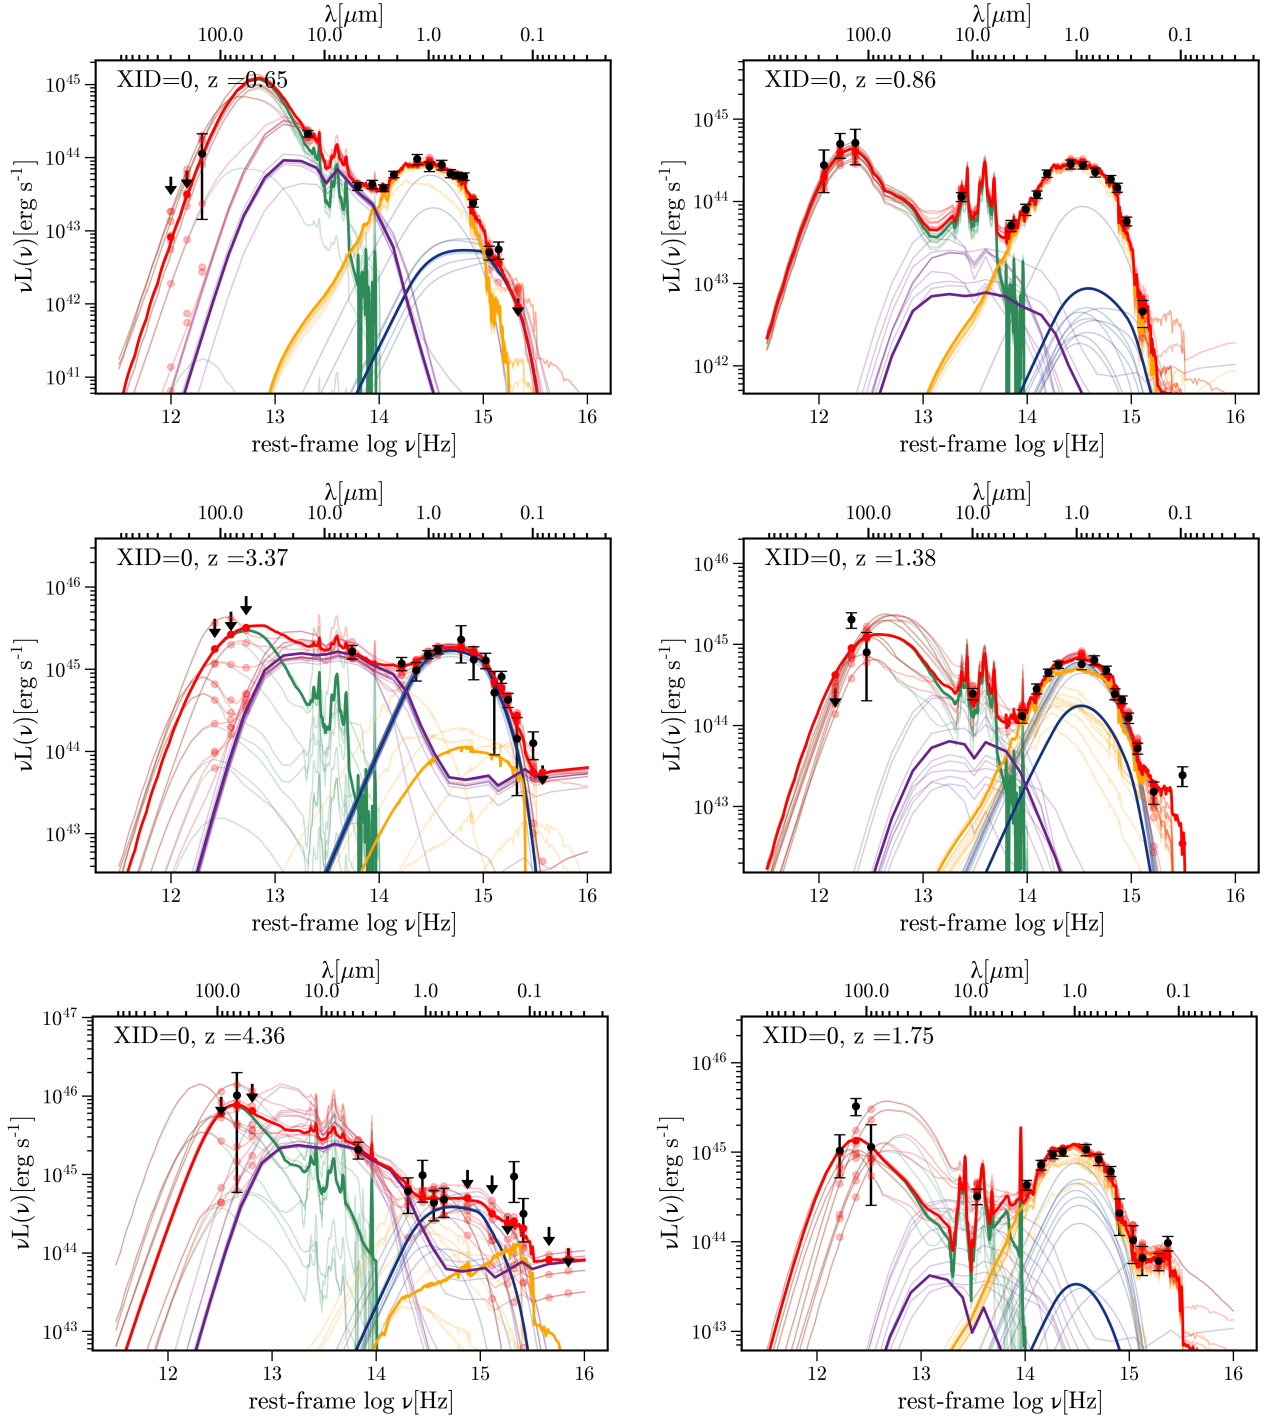 λ[μm]
100.0 10.0 1.0 0.1
XID=0, z =0.65
10^45
10^44
10^43
10^42
10^41
νL(ν)[erg s^-1]
12 13 14 15 16
rest-frame log ν[Hz]
λ[μm]
100.0 10.0 1.0 0.1
XID=0, z =0.86
10^45
10^44
10^43
10^42
νL(ν)[erg s^-1]
12 13 14 15 16
rest-frame log ν[Hz]
λ[μm]
100.0 10.0 1.0 0.1
XID=0, z =3.37
10^46
10^45
10^44
10^43
νL(ν)[erg s^-1]
12 13 14 15 16
rest-frame log ν[Hz]
λ[μm]
100.0 10.0 1.0 0.1
XID=0, z =1.38
10^46
10^45
10^44
10^43
νL(ν)[erg s^-1]
12 13 14 15 16
rest-frame log ν[Hz]
λ[μm]
100.0 10.0 1.0 0.1
XID=0, z =4.36
10^47
10^46
10^45
10^44
10^43
νL(ν)[erg s^-1]
12 13 14 15 16
rest-frame log ν[Hz]
λ[μm]
100.0 10.0 1.0 0.1
XID=0, z =1.75
10^46
10^45
10^44
10^43
νL(ν)[erg s^-1]
12 13 14 15 16
rest-frame log ν[Hz]